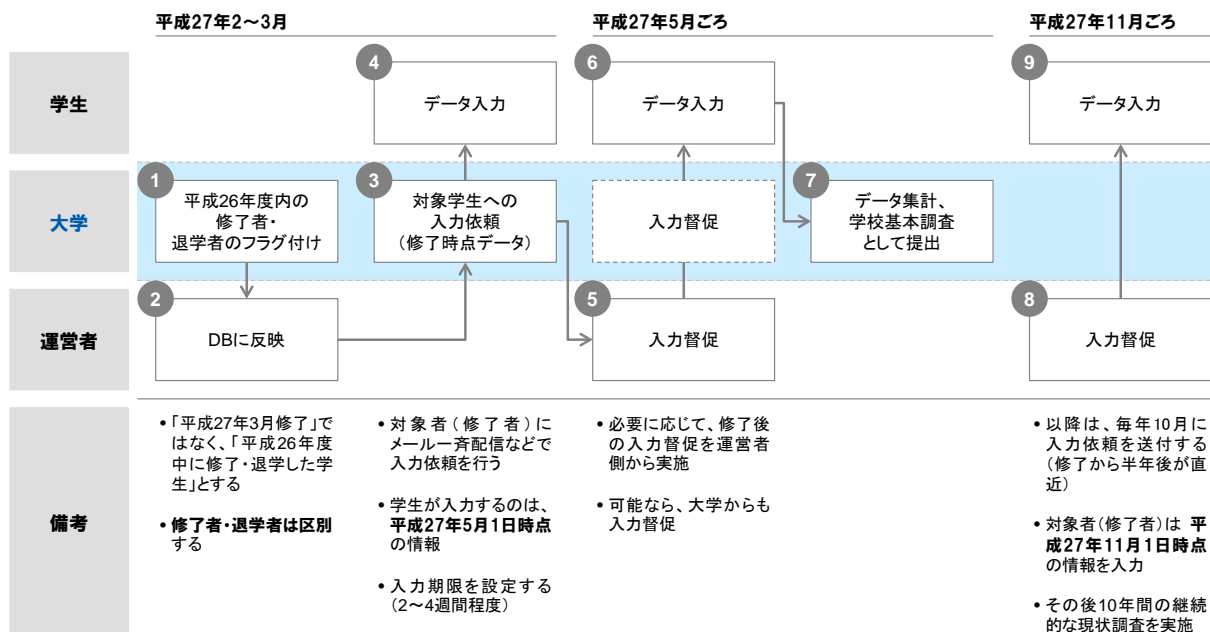 平成27年2～3月
平成27年5月ごろ
平成27年11月ごろ
学生
4
データ入力
6
データ入力
9
データ入力
大学
1
平成26年度内の
修了者・
退学者のフラグ付け
3
対象学生への
入力依頼
（修了時点データ）
入力督促
7
データ集計、
学校基本調査
として提出
運営者
2
DBに反映
5
入力督促
8
入力督促
備考
•「平成27年3月修了」で
はなく、「平成26年度
中に修了・退学した学
生」とする
• 修了者・退学者は区別
する
• 対象者（修了者）に
メール一斉配信などで
入力依頼を行う
• 学生が入力するのは、
平成27年5月1日時点
の情報
• 入力期限を設定する
（2～4週間程度）
• 必要に応じて、修了後
の入力督促を運営者
側から実施
• 可能なら、大学からも
入力督促
• 以降は、毎年10月に
入力依頼を送付する
（修了から半年後が直
近）
• 対象者（修了者）は 平
成27年11月1日時点
の情報を入力
• その後10年間の継続
的な現状調査を実施